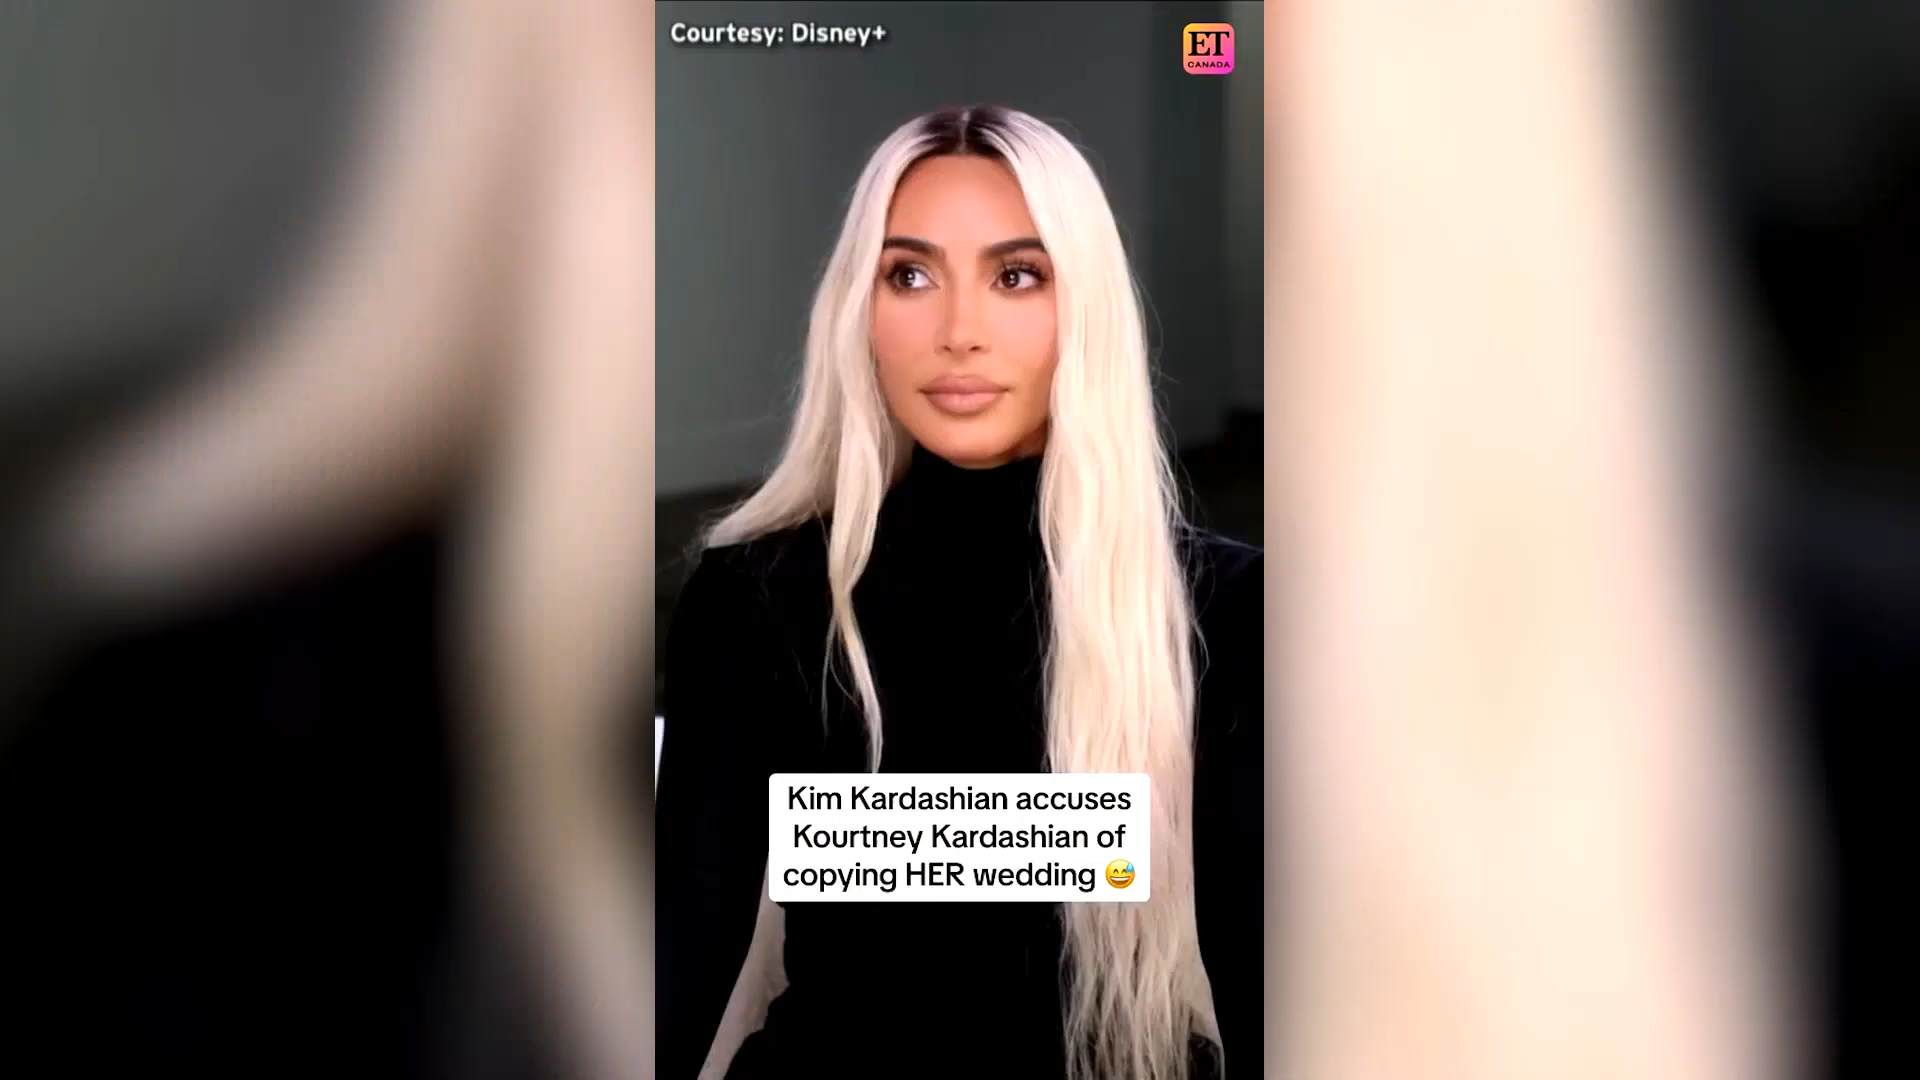 Courtesy: Disney+
ET
CANADA
Kim Kardashian accuses
Kourtney Kardashian of
copying HER wedding 😅